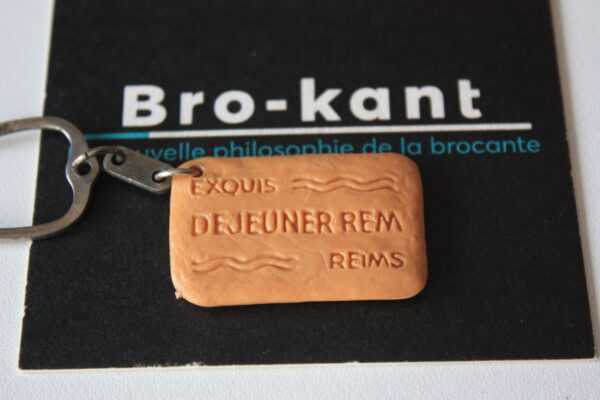 Bro-kant
uvelle philosophie de la brocante
EXQUIS
DEJEUNER REM
REIMS